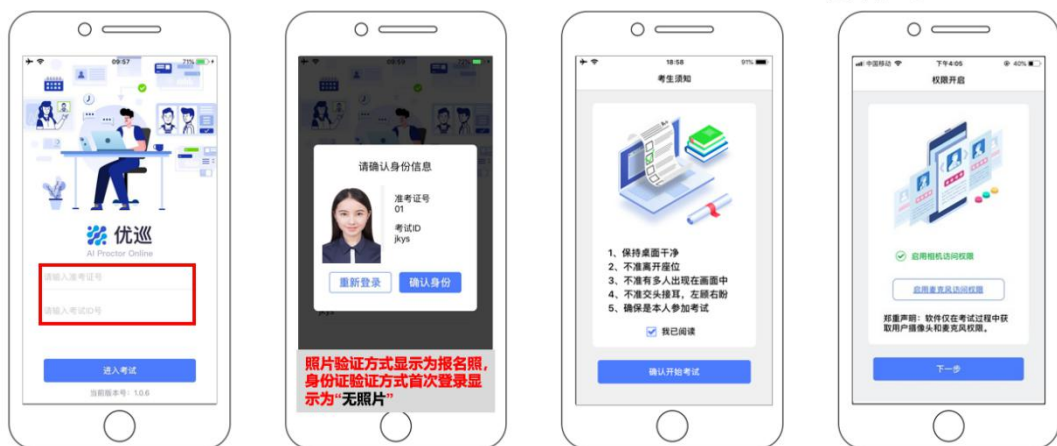 09:57
71%
优巡
AI Proctor Online
请输入准考证号
请输入考试ID号
进入考试
当前版本号：1.0.6
请确认身份信息
准考证号
01
考试ID
jkys
重新登录
确认身份
照片验证方式显示为报名照，
身份证验证方式首次登录显
示为“无照片”
18:58
91%
考生须知
1、保持桌面干净
2、不准离开座位
3、不准有多人出现在画面中
4、不准交头接耳，左顾右盼
5、确保是本人参加考试
我已阅读
确认开始考试
中国移动
下午4:05
40%
权限开启
启用相机访问权限
启用麦克风访问权限
郑重声明：软件仅在考试过程中获
取用户摄像头和麦克风权限。
下一步